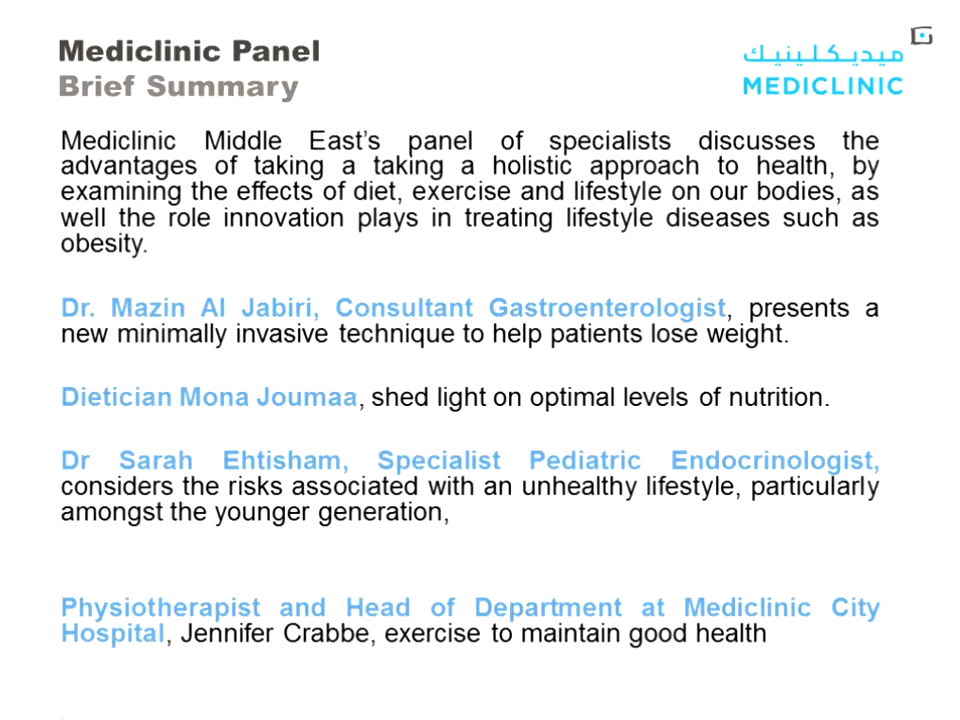 Mediclinic Panel
Brief Summary
ميديكلينيك
MEDICLINIC
Mediclinic Middle East's panel of specialists discusses the
advantages of taking a taking a holistic approach to health, by
examining the effects of diet, exercise and lifestyle on our bodies, as
well the role innovation plays in treating lifestyle diseases such as
obesity.
Dr. Mazin Al Jabiri, Consultant Gastroenterologist, presents a
new minimally invasive technique to help patients lose weight.
Dietician Mona Joumaa, shed light on optimal levels of nutrition.
Dr Sarah Ehtisham, Specialist Pediatric Endocrinologist,
considers the risks associated with an unhealthy lifestyle, particularly
amongst the younger generation,
Physiotherapist and Head of Department at Mediclinic City
Hospital, Jennifer Crabbe, exercise to maintain good health